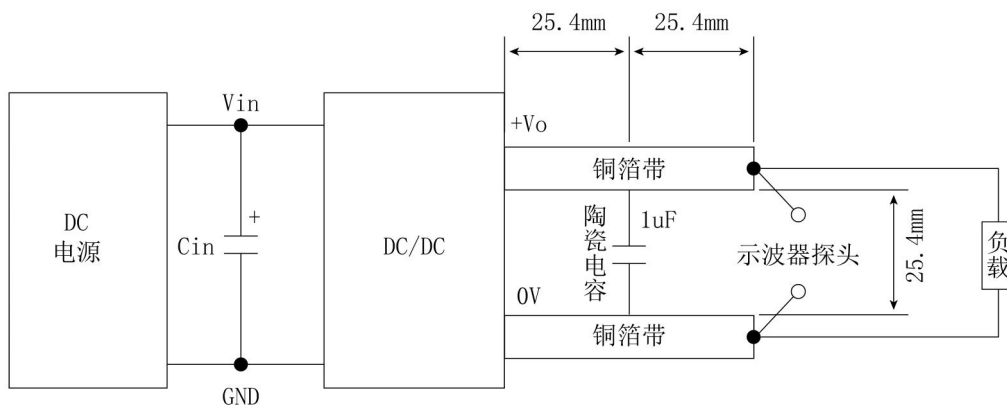 25.4mm
25.4mm
Vin
+Vo
铜箔带
DC
电源
+
Cin
DC/DC
陶瓷电容
1uF
示波器探头
25.4mm
负载
0V
铜箔带
GND